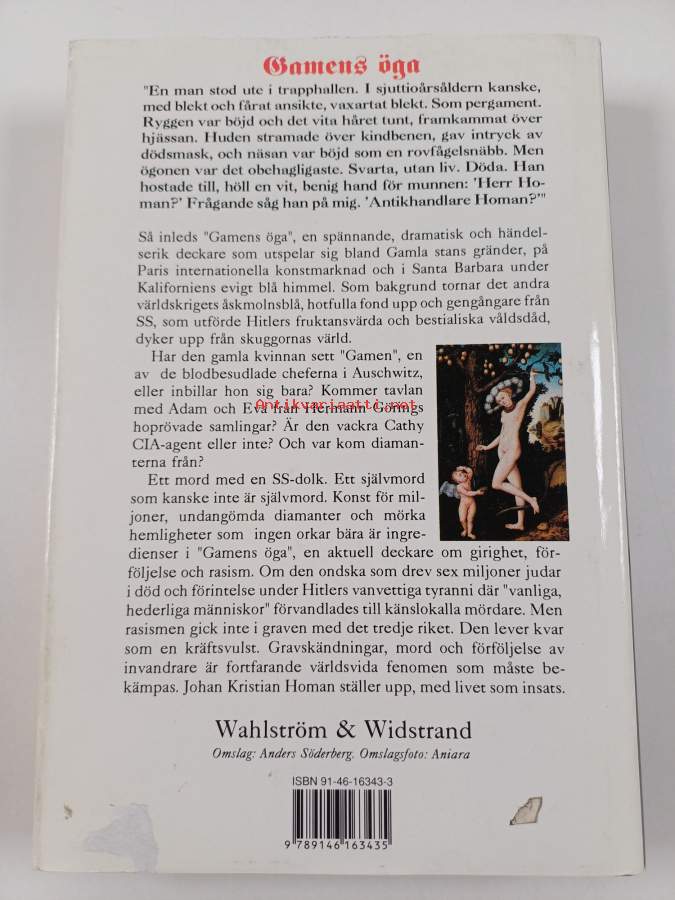 Gamens öga
"En man stod ute i trapphallen. I sjuttioårsåldern kanske,
med blekt och fårat ansikte, vaxartat blekt. Som pergament.
Ryggen var böjd och det vita håret tunt, framkammat över
hjässan. Huden stramade över kindbenen, gav intryck av
dödsmask, och näsan var böjd som en rovfågelsnäbb. Men
ögonen var det obehagligaste. Svarta, utan liv. Döda. Han
hostade till, höll en vit, benig hand för munnen: 'Herr Ho-
man?' Frågande såg han på mig. 'Antikhandlare Homan?'"
Så inleds "Gamens öga", en spännande, dramatisk och händel-
serik deckare som utspelar sig bland Gamla stans gränder, på
Paris internationella konstmarknad och i Santa Barbara under
Kaliforniens evigt blå himmel. Som bakgrund tornar det andra
världskrigets åskmolnsblå, hotfulla fond upp och gengångare från
SS, som utförde Hitlers fruktansvärda och bestialiska våldsdåd,
dyker upp från skuggornas värld.
Har den gamla kvinnan sett "Gamen", en
av de blodbesudlade cheferna i Auschwitz,
eller inbillar hon sig bara? Kommer tavlan
Antikvariaatti.net
med Adam och Eva från Hermann Görings
hoprövade samlingar? Är den vackra Cathy
CIA-agent eller inte? Och var kom diaman-
terna från?
Ett mord med en SS-dolk. Ett självmord
som kanske inte är självmord. Konst för mil-
joner, undangömda diamanter och mörka
hemligheter som ingen orkar bära är ingre-
dienser i "Gamens öga", en aktuell deckare om girighet, för-
följelse och rasism. Om den ondska som drev sex miljoner judar
i död och förintelse under Hitlers vanvettiga tyranni där "vanliga,
hederliga människor" förvandlades till känslokalla mördare. Men
rasismen gick inte i graven med det tredje riket. Den lever kvar
som en kräftsvulst. Gravskändningar, mord och förföljelse av
invandrare är fortfarande världsvida fenomen som måste be-
kämpas. Johan Kristian Homan ställer upp, med livet som insats.
Wahlström & Widstrand
Omslag: Anders Söderberg. Omslagsfoto: Aniara
ISBN 91-46-16343-3
9 789146 163435